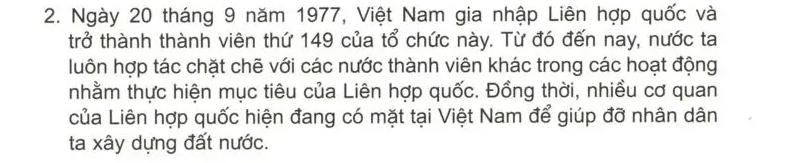 2. Ngày 20 tháng 9 năm 1977, Việt Nam gia nhập Liên hợp quốc và
trở thành thành viên thứ 149 của tổ chức này. Từ đó đến nay, nước ta
luôn hợp tác chặt chẽ với các nước thành viên khác trong các hoạt động
nhằm thực hiện mục tiêu của Liên hợp quốc. Đồng thời, nhiều cơ quan
của Liên hợp quốc hiện đang có mặt tại Việt Nam để giúp đỡ nhân dân
ta xây dựng đất nước.